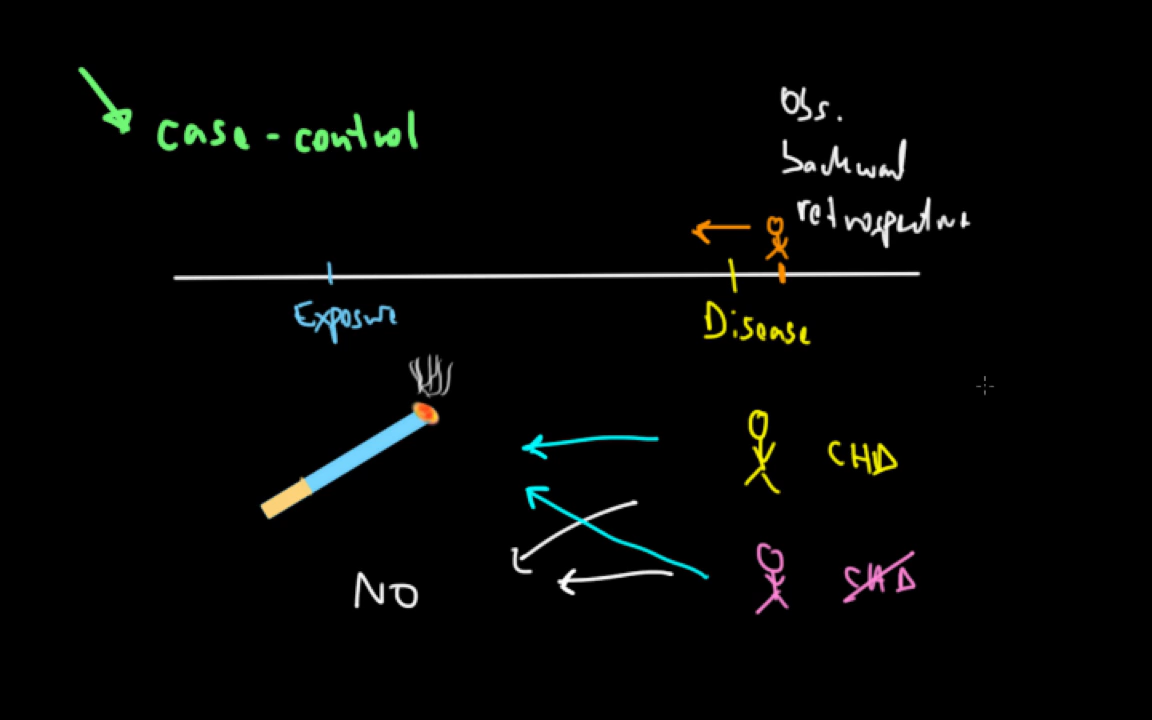 case-control
Obs.
backward
retrospective
Exposure
Disease
CHD
CHD
NO